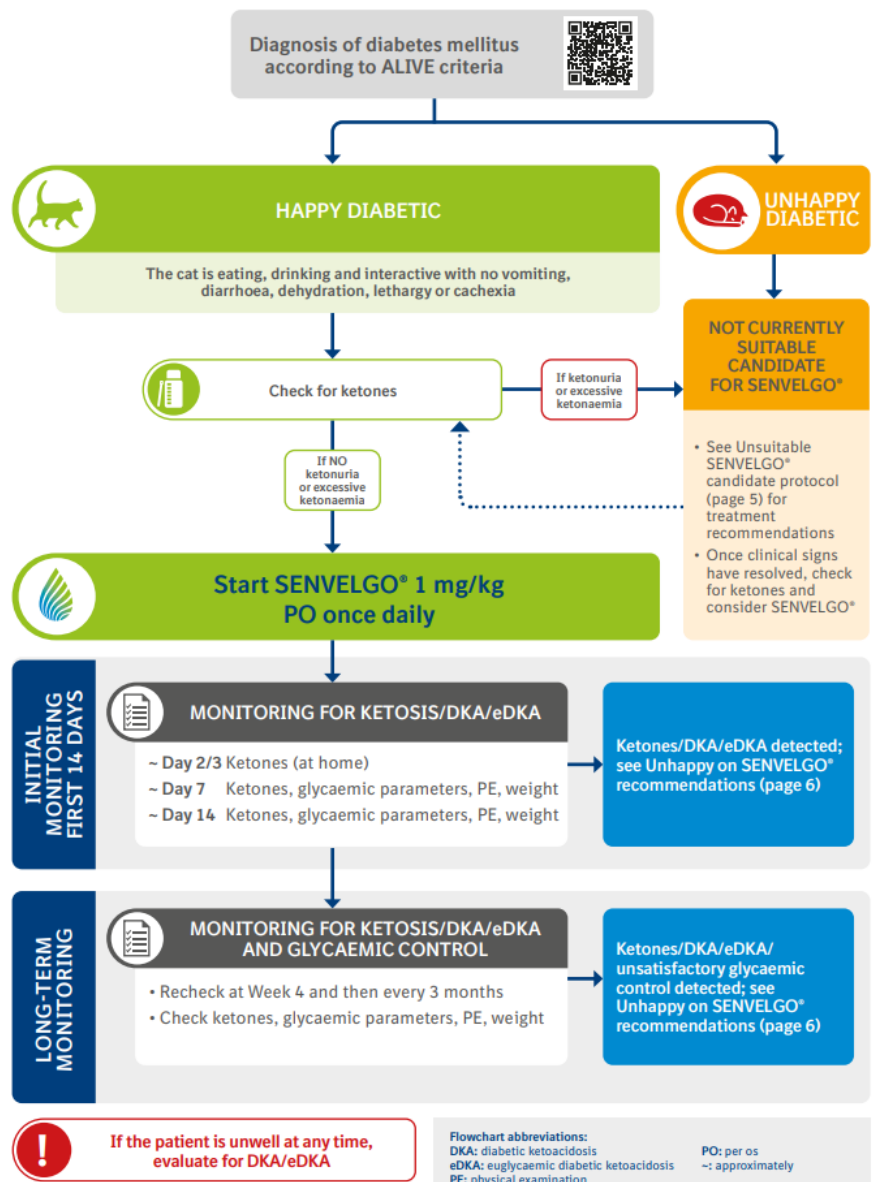 Diagnosis of diabetes mellitus
according to ALIVE criteria
HAPPY DIABETIC
The cat is eating, drinking and interactive with no vomiting,
diarrhoea, dehydration, lethargy or cachexia
UNHAPPY
DIABETIC
Check for ketones
If ketonuria
or excessive
ketonaemia
NOT CURRENTLY
SUITABLE
CANDIDATE
FOR SENVELGO®
• See Unsuitable
SENVELGO®
candidate protocol
(page 5) for
treatment
recommendations
• Once clinical signs
have resolved, check
for ketones and
consider SENVELGO®
If NO
ketonuria
or excessive
ketonaemia
Start SENVELGO® 1 mg/kg
PO once daily
INITIAL
MONITORING
FIRST 14 DAYS
MONITORING FOR KETOSIS/DKA/eDKA
~ Day 2/3 Ketones (at home)
~ Day 7 Ketones, glycaemic parameters, PE, weight
~ Day 14 Ketones, glycaemic parameters, PE, weight
Ketones/DKA/eDKA detected;
see Unhappy on SENVELGO®
recommendations (page 6)
LONG-TERM
MONITORING
MONITORING FOR KETOSIS/DKA/eDKA
AND GLYCAEMIC CONTROL
• Recheck at Week 4 and then every 3 months
• Check ketones, glycaemic parameters, PE, weight
Ketones/DKA/eDKA/
unsatisfactory glycaemic
control detected; see
Unhappy on SENVELGO®
recommendations (page 6)
!
If the patient is unwell at any time,
evaluate for DKA/eDKA
Flowchart abbreviations:
DKA: diabetic ketoacidosis
eDKA: euglycaemic diabetic ketoacidosis
PE: physical examination
PO: per os
~: approximately